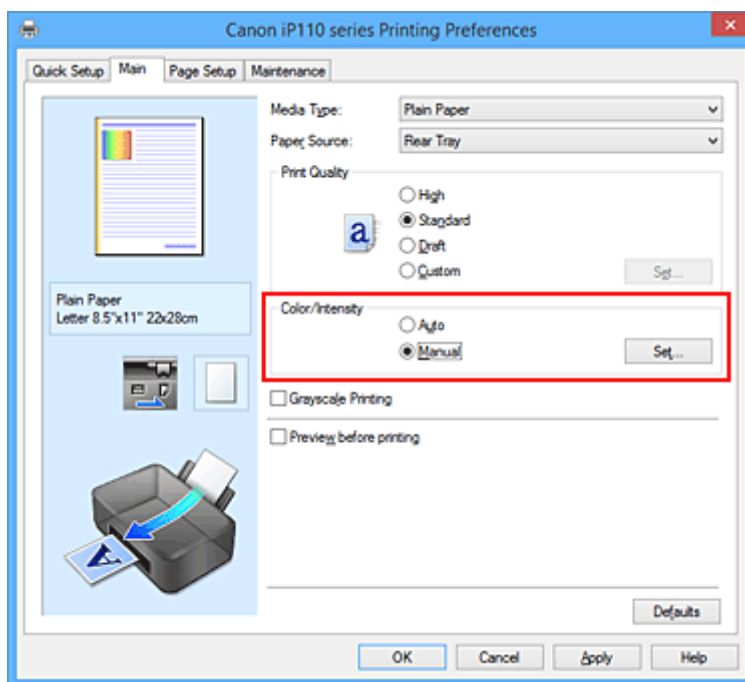 Canon iP110 series Printing Preferences
Quick Setup Main Page Setup Maintenance
Media Type: Plain Paper
Paper Source: Rear Tray
Print Quality
High
a Standard
Draft
Custom Set...
Plain Paper
Letter 8.5"x11" 22x28cm
Color/Intensity
Auto
Manual Set...
Grayscale Printing
Preview before printing
A
Defaults
OK Cancel Apply Help